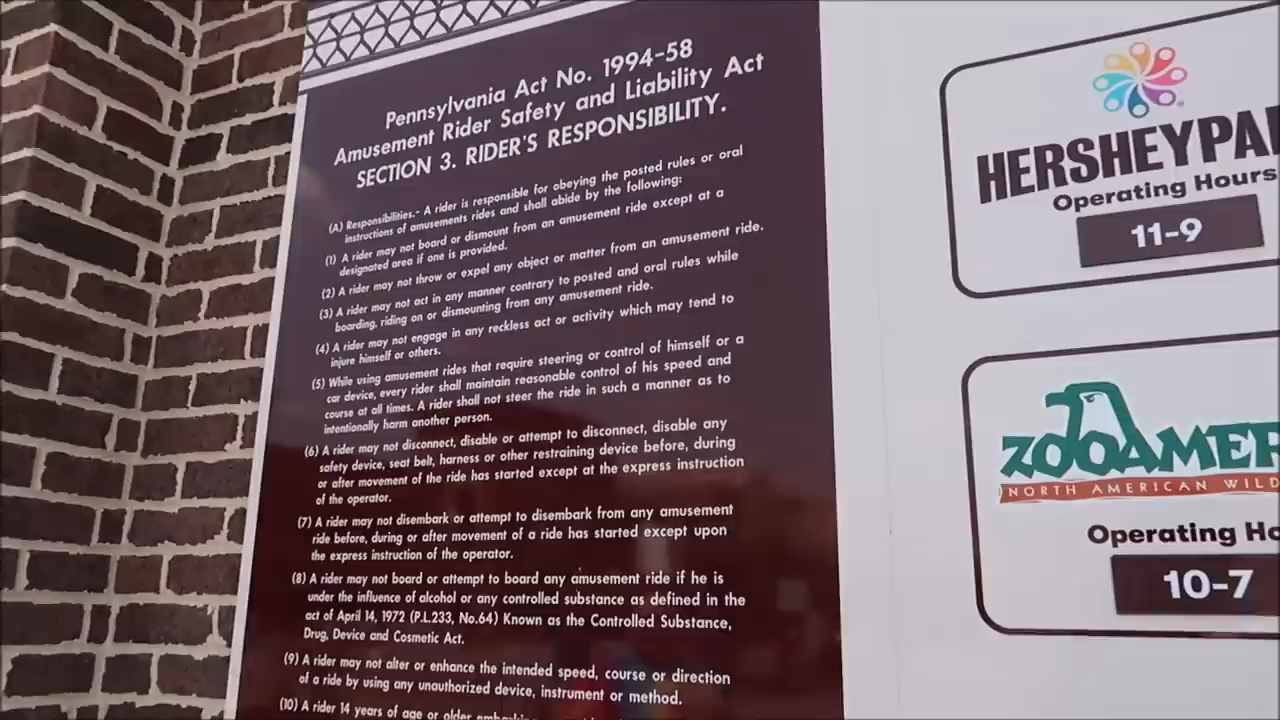 Pennsylvania Act No. 1994-58
Amusement Rider Safety and Liability Act
SECTION 3. RIDER'S RESPONSIBILITY.
(A) Responsibilities.- A rider is responsible for obeying the posted rules or oral
instructions of amusements rides and shall abide by the following:
(1) A rider may not board or dismount from an amusement ride except at a
designated area if one is provided.
(2) A rider may not throw or expel any object or matter from an amusement ride.
(3) A rider may not act in any manner contrary to posted and oral rules while
boarding, riding on or dismounting from any amusement ride.
(4) A rider may not engage in any reckless act or activity which may tend to
injure himself or others.
(5) While using amusement rides that require steering or control of himself or a
car device, every rider shall maintain reasonable control of his speed and
course at all times. A rider shall not steer the ride in such a manner as to
intentionally harm another person.
(6) A rider may not disconnect, disable or attempt to disconnect, disable any
safety device, seat belt, harness or other restraining device before, during
or after movement of the ride has started except at the express instruction
of the operator.
(7) A rider may not disembark or attempt to disembark from any amusement
ride before, during or after movement of a ride has started except upon
the express instruction of the operator.
(8) A rider may not board or attempt to board any amusement ride if he is
under the influence of alcohol or any controlled substance as defined in the
act of April 14, 1972 (P.L.233, No.64) Known as the Controlled Substance,
Drug, Device and Cosmetic Act.
(9) A rider may not alter or enhance the intended speed, course or direction
of a ride by using any unauthorized device, instrument or method.
(10) A rider 14 years of age or older
HERSHEYPA
Operating Hours
11-9
ZOOAMER
NORTH AMERICAN WILD
Operating Ho
10-7